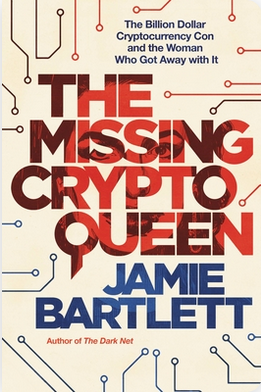 The Billion Dollar
Cryptocurrency Con
and the Woman
Who Got Away with It
THE
MISSING
CRYPTO
QUEEN
JAMIE
BARTLETT
Author of The Dark Net